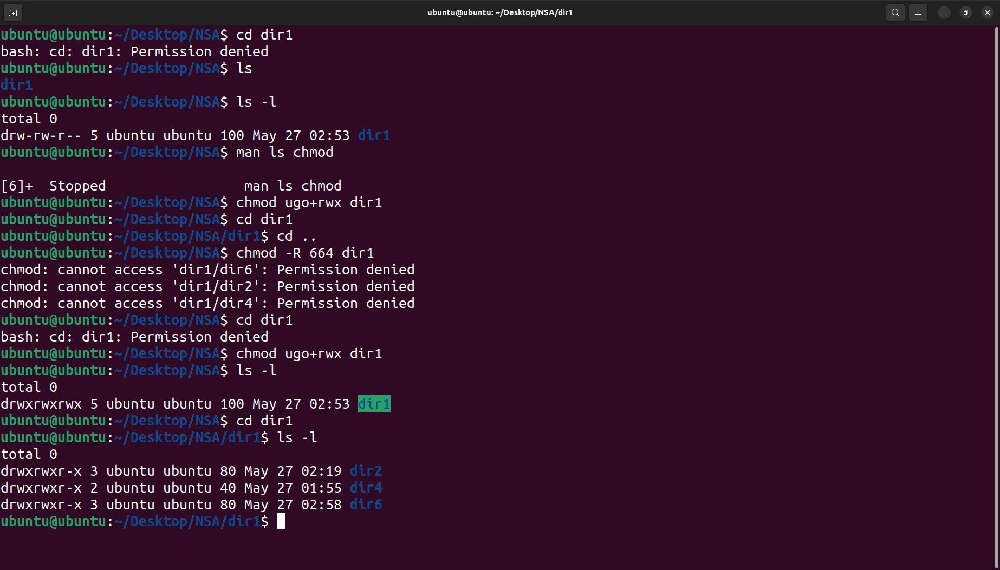 ubuntu@ubuntu: ~/Desktop/NSA/dir1
ubuntu@ubuntu:~/Desktop/NSA$ cd dir1
bash: cd: dir1: Permission denied
ubuntu@ubuntu:~/Desktop/NSA$ ls
dir1
ubuntu@ubuntu:~/Desktop/NSA$ ls -l
total 0
drw-rw-r-- 5 ubuntu ubuntu 100 May 27 02:53 dir1
ubuntu@ubuntu:~/Desktop/NSA$ man ls chmod
[6]+  Stopped                 man ls chmod
ubuntu@ubuntu:~/Desktop/NSA$ chmod ugo+rwx dir1
ubuntu@ubuntu:~/Desktop/NSA$ cd dir1
ubuntu@ubuntu:~/Desktop/NSA/dir1$ cd ..
ubuntu@ubuntu:~/Desktop/NSA$ chmod -R 664 dir1
chmod: cannot access 'dir1/dir6': Permission denied
chmod: cannot access 'dir1/dir2': Permission denied
chmod: cannot access 'dir1/dir4': Permission denied
ubuntu@ubuntu:~/Desktop/NSA$ cd dir1
bash: cd: dir1: Permission denied
ubuntu@ubuntu:~/Desktop/NSA$ chmod ugo+rwx dir1
ubuntu@ubuntu:~/Desktop/NSA$ ls -l
total 0
drwxrwxrwx 5 ubuntu ubuntu 100 May 27 02:53 dir1
ubuntu@ubuntu:~/Desktop/NSA$ cd dir1
ubuntu@ubuntu:~/Desktop/NSA/dir1$ ls -l
total 0
drwxrwxr-x 3 ubuntu ubuntu 80 May 27 02:19 dir2
drwxrwxr-x 2 ubuntu ubuntu 40 May 27 01:55 dir4
drwxrwxr-x 3 ubuntu ubuntu 80 May 27 02:58 dir6
ubuntu@ubuntu:~/Desktop/NSA/dir1$